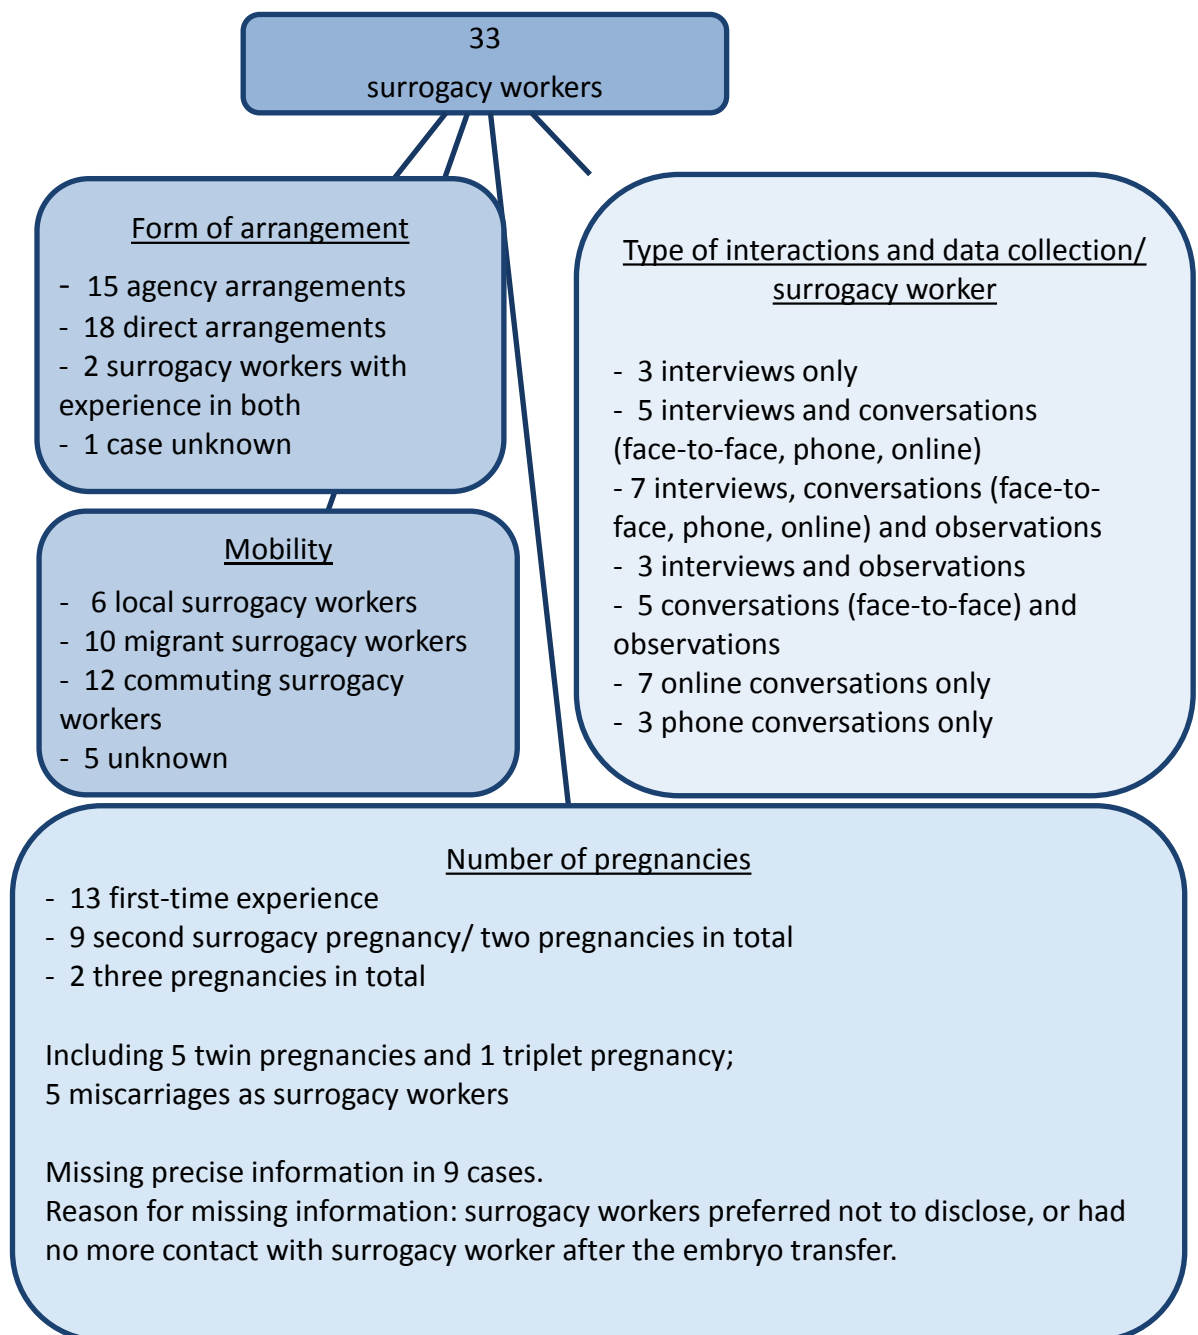 33
surrogacy workers
Form of arrangement
- 15 agency arrangements
- 18 direct arrangements
- 2 surrogacy workers with
experience in both
- 1 case unknown
Mobility
- 6 local surrogacy workers
- 10 migrant surrogacy workers
- 12 commuting surrogacy
workers
- 5 unknown
Type of interactions and data collection/
surrogacy worker
- 3 interviews only
- 5 interviews and conversations
(face-to-face, phone, online)
- 7 interviews, conversations (face-to-
face, phone, online) and observations
- 3 interviews and observations
- 5 conversations (face-to-face) and
observations
- 7 online conversations only
- 3 phone conversations only
Number of pregnancies
- 13 first-time experience
- 9 second surrogacy pregnancy/ two pregnancies in total
- 2 three pregnancies in total
Including 5 twin pregnancies and 1 triplet pregnancy;
5 miscarriages as surrogacy workers
Missing precise information in 9 cases.
Reason for missing information: surrogacy workers preferred not to disclose, or had
no more contact with surrogacy worker after the embryo transfer.